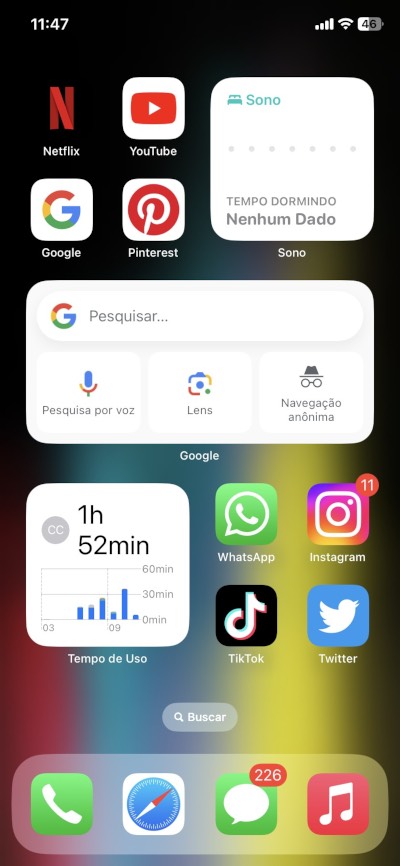 11:47
46
Netflix
YouTube
Google
Pinterest
Sono
TEMPO DORMINDO
Nenhum Dado
Sono
Pesquisar...
Pesquisa por voz
Lens
Navegação
anônima
Google
CC
1h
52min
60min
30min
0min
03
09
Tempo de Uso
WhatsApp
11
Instagram
TikTok
Twitter
Buscar
226